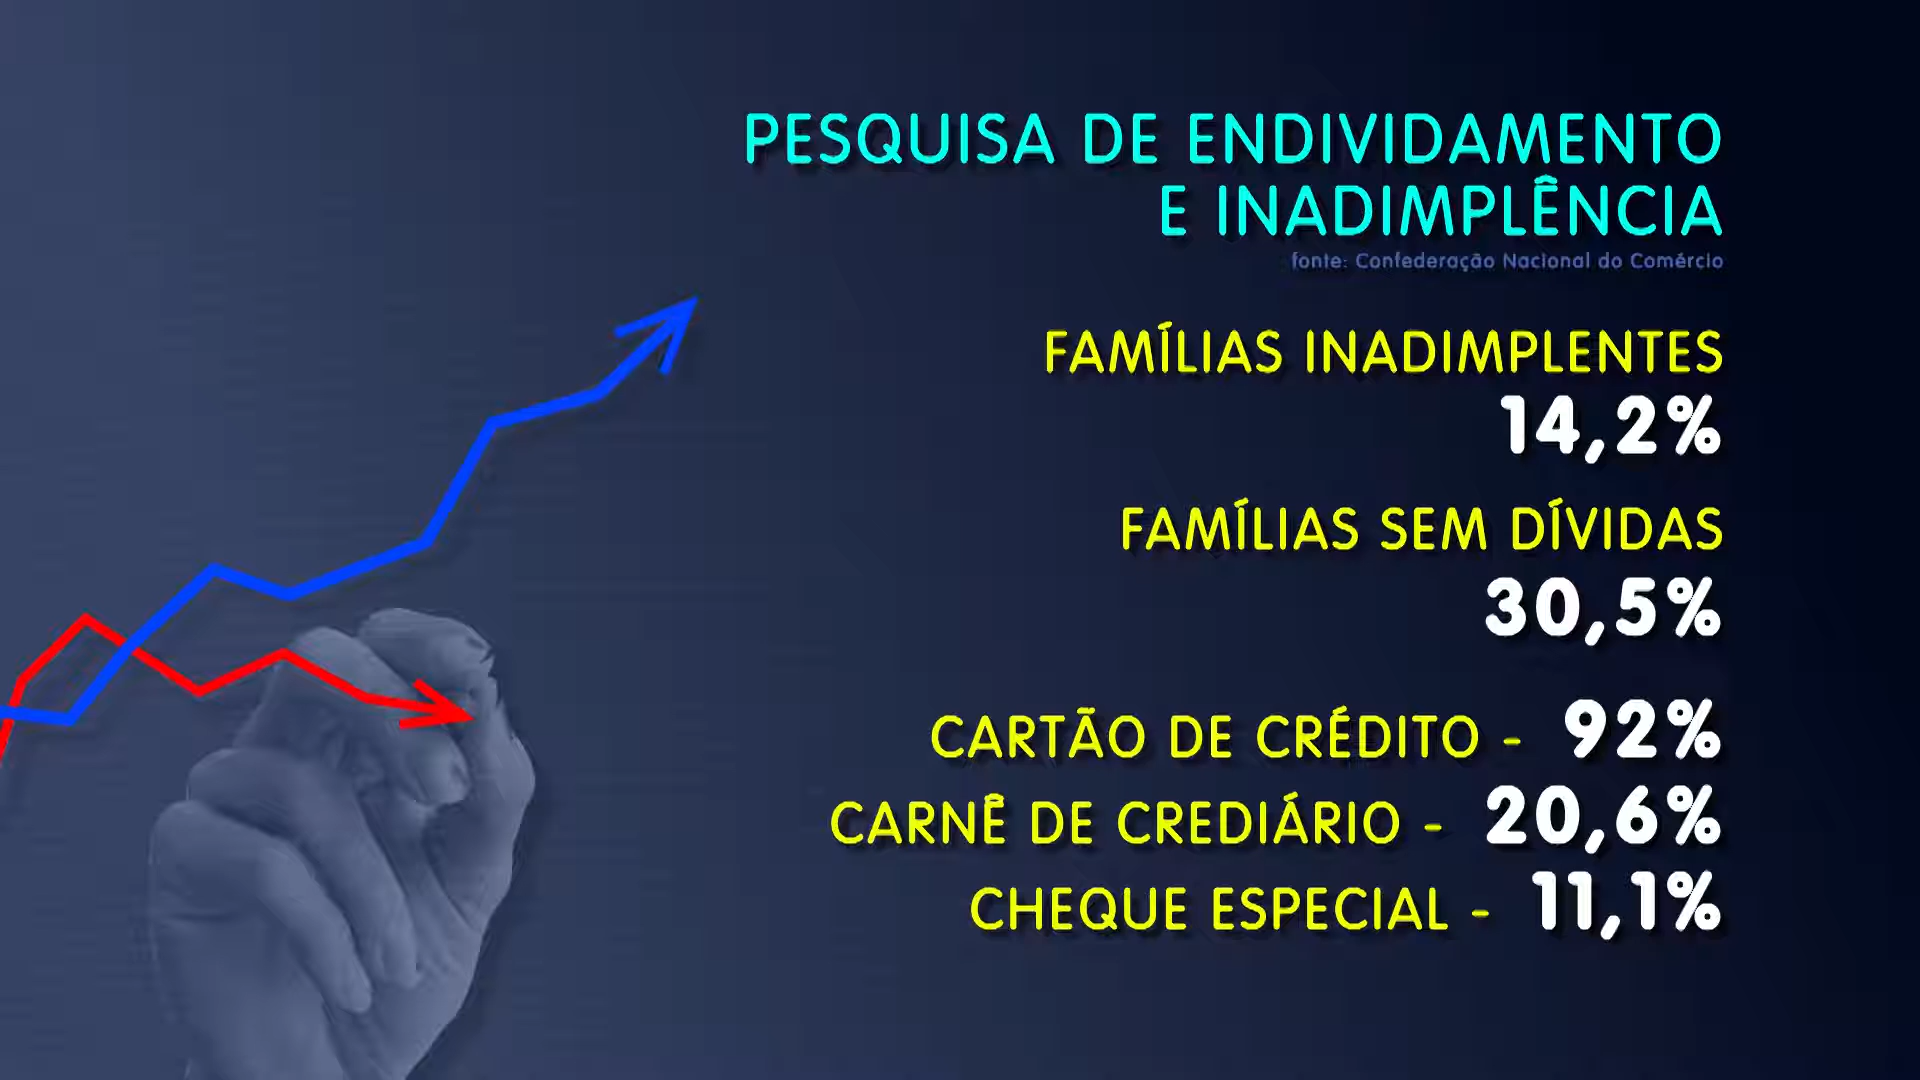 PESQUISA DE ENDIVIDAMENTO
E INADIMPLÊNCIA
fonte: Confederação Nacional do Comércio
FAMÍLIAS INADIMPLENTES
14,2%
FAMÍLIAS SEM DÍVIDAS
30,5%
CARTÃO DE CRÉDITO - 92%
CARNÊ DE CREDIÁRIO - 20,6%
CHEQUE ESPECIAL - 11,1%